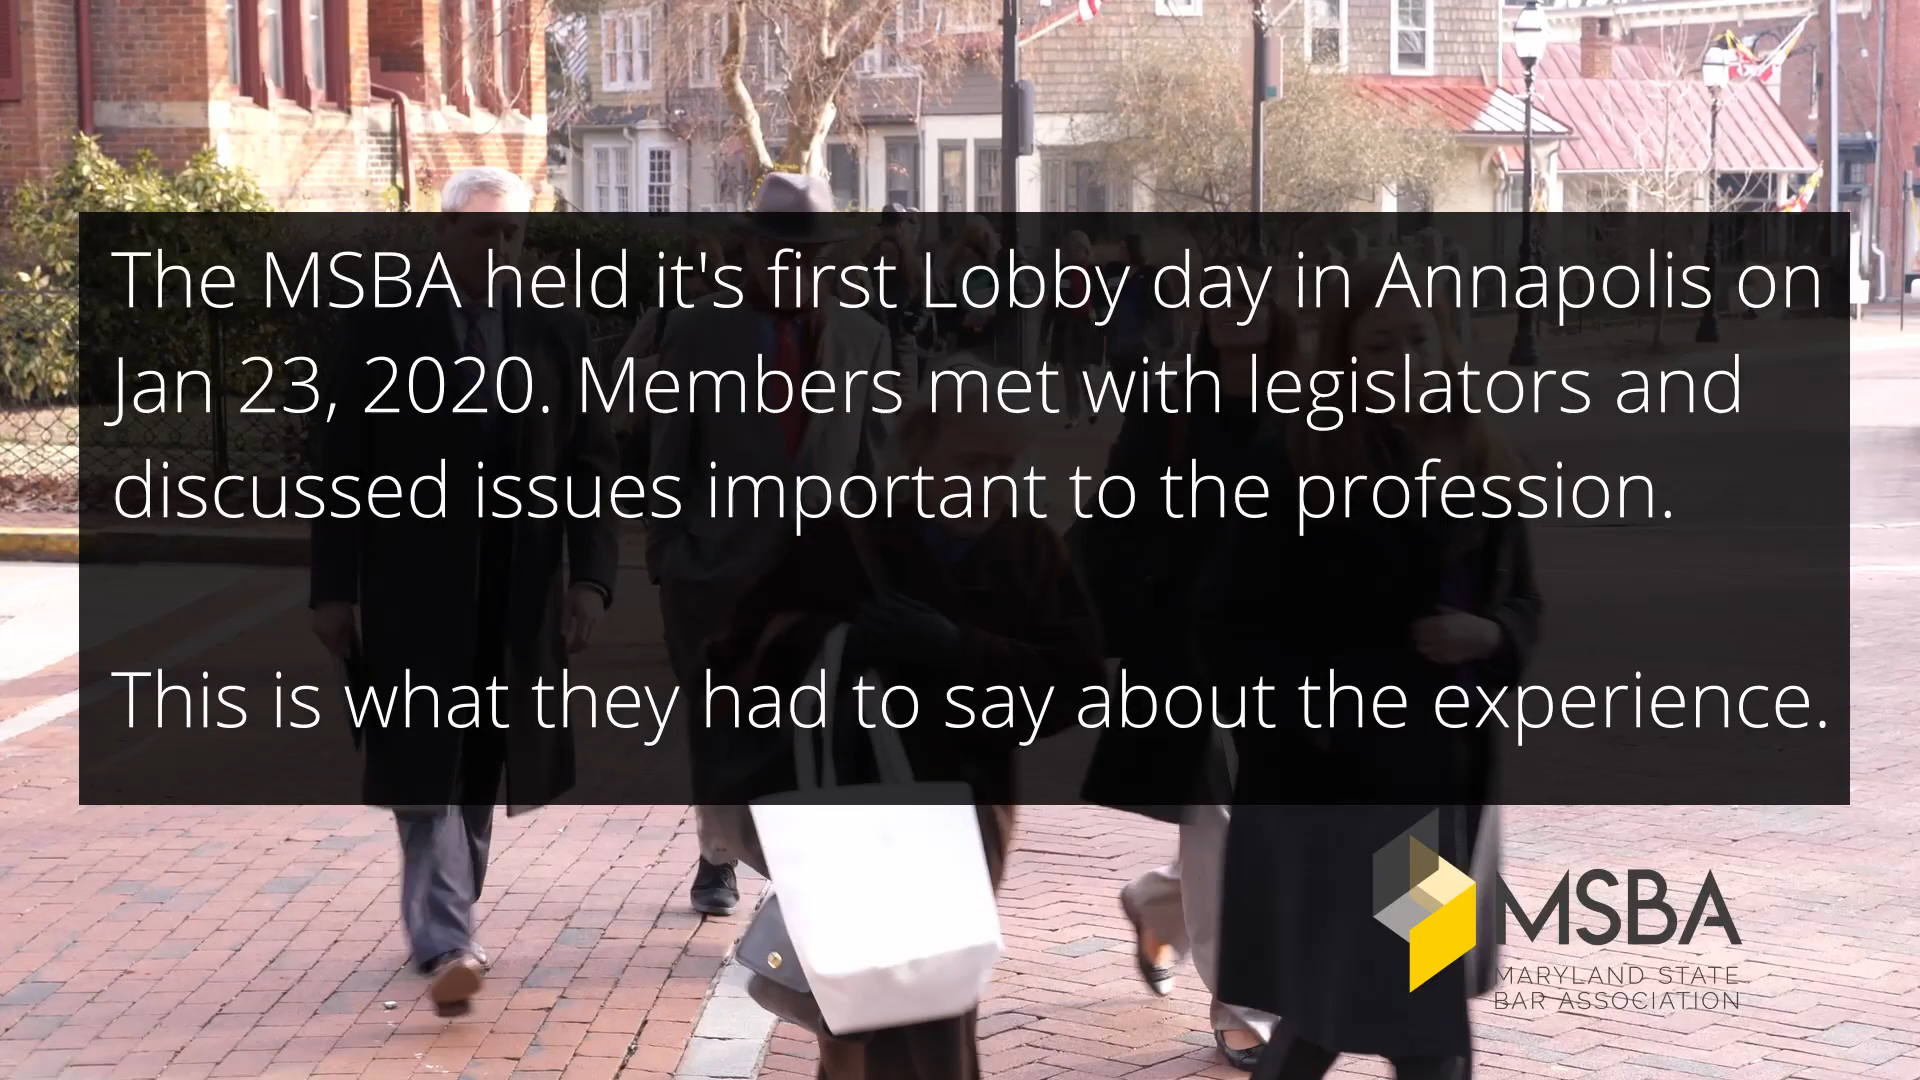 The MSBA held it's first Lobby day in Annapolis on
Jan 23, 2020. Members met with legislators and
discussed issues important to the profession.
This is what they had to say about the experience.
MSBA
MARYLAND STATE
BAR ASSOCIATION